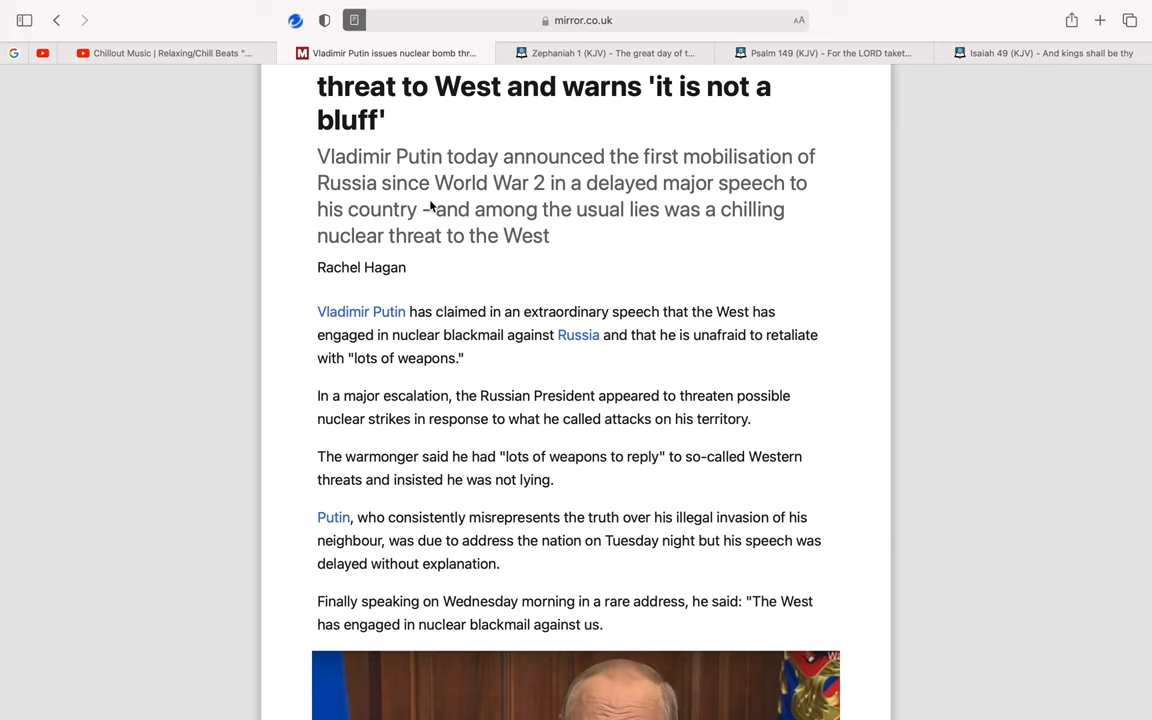 mirror.co.uk
AA
Chillout Music | Relaxing/Chill Beats "...
Vladimir Putin issues nuclear bomb thr...
Zephaniah 1 (KJV) - The great day of t...
Psalm 149 (KJV) - For the LORD taket...
Isaiah 49 (KJV) - And kings shall be thy
threat to West and warns 'it is not a
bluff'
Vladimir Putin today announced the first mobilisation of
Russia since World War 2 in a delayed major speech to
his country - and among the usual lies was a chilling
nuclear threat to the West
Rachel Hagan
Vladimir Putin has claimed in an extraordinary speech that the West has
engaged in nuclear blackmail against Russia and that he is unafraid to retaliate
with "lots of weapons."
In a major escalation, the Russian President appeared to threaten possible
nuclear strikes in response to what he called attacks on his territory.
The warmonger said he had "lots of weapons to reply" to so-called Western
threats and insisted he was not lying.
Putin, who consistently misrepresents the truth over his illegal invasion of his
neighbour, was due to address the nation on Tuesday night but his speech was
delayed without explanation.
Finally speaking on Wednesday morning in a rare address, he said: "The West
has engaged in nuclear blackmail against us.